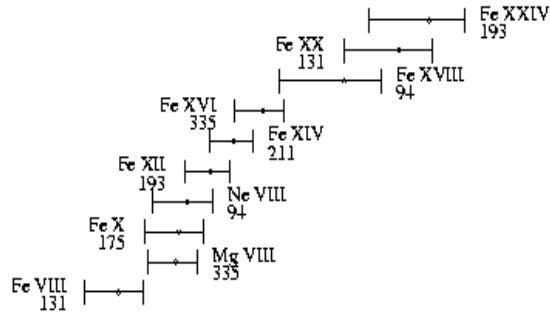 Fe XXIV
193
Fe XX
131
Fe XVIII
94
Fe XVI
335
Fe XIV
211
Fe XII
193
Ne VIII
94
Fe X
175
Mg VIII
335
Fe VIII
131